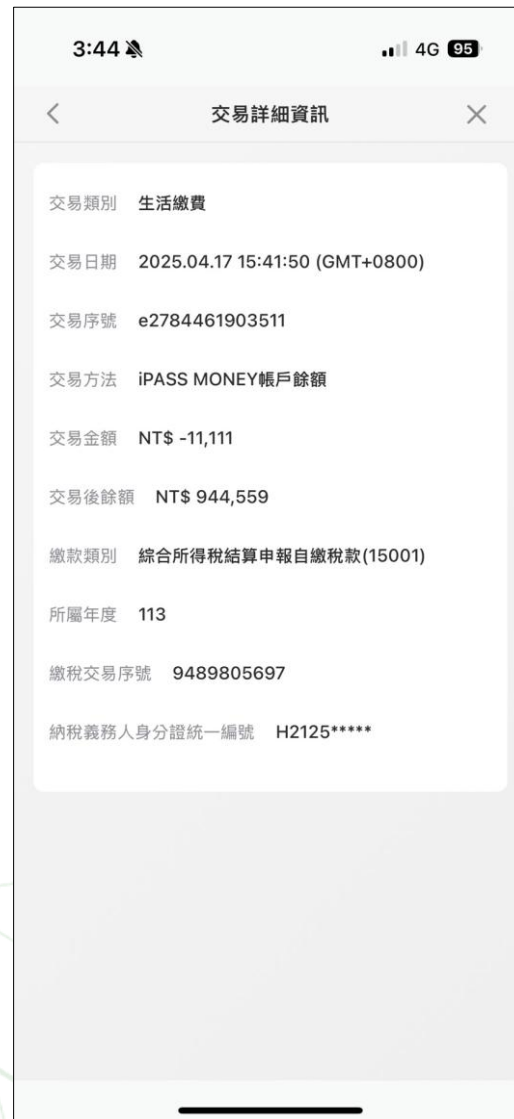 3:44 4G 95
交易詳細資訊
交易類別 生活繳費
交易日期 2025.04.17 15:41:50 (GMT+0800)
交易序號 e2784461903511
交易方法 iPASS MONEY帳戶餘額
交易金額 NT$ -11,111
交易後餘額 NT$ 944,559
繳款類別 綜合所得稅結算申報自繳稅款(15001)
所屬年度 113
繳稅交易序號 9489805697
納稅義務人身分證統一編號 H2125*****